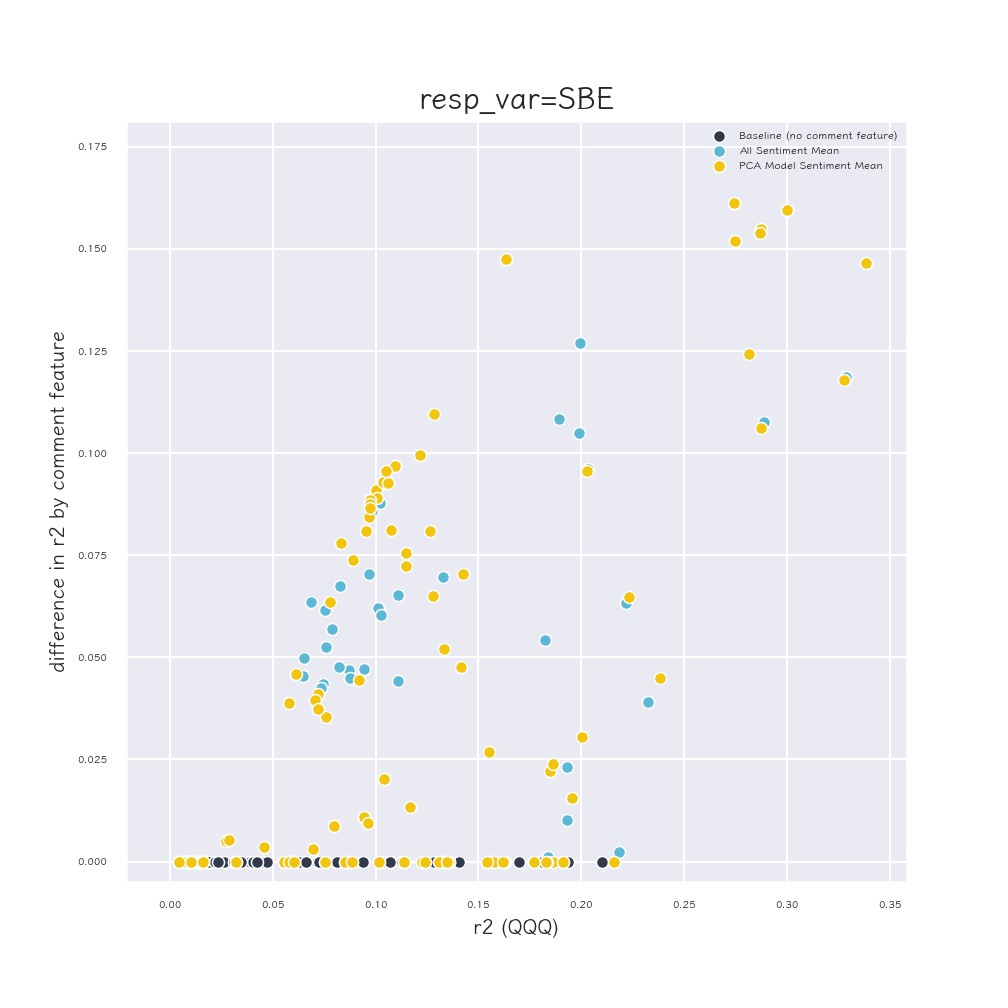 resp_var=SBE
Baseline (no comment feature)
All Sentiment Mean
PCA Model Sentiment Mean
difference in r2 by comment feature
0.175
0.150
0.125
0.100
0.075
0.050
0.025
0.000
0.00 0.05 0.10 0.15 0.20 0.25 0.30 0.35
r2 (QQQ)